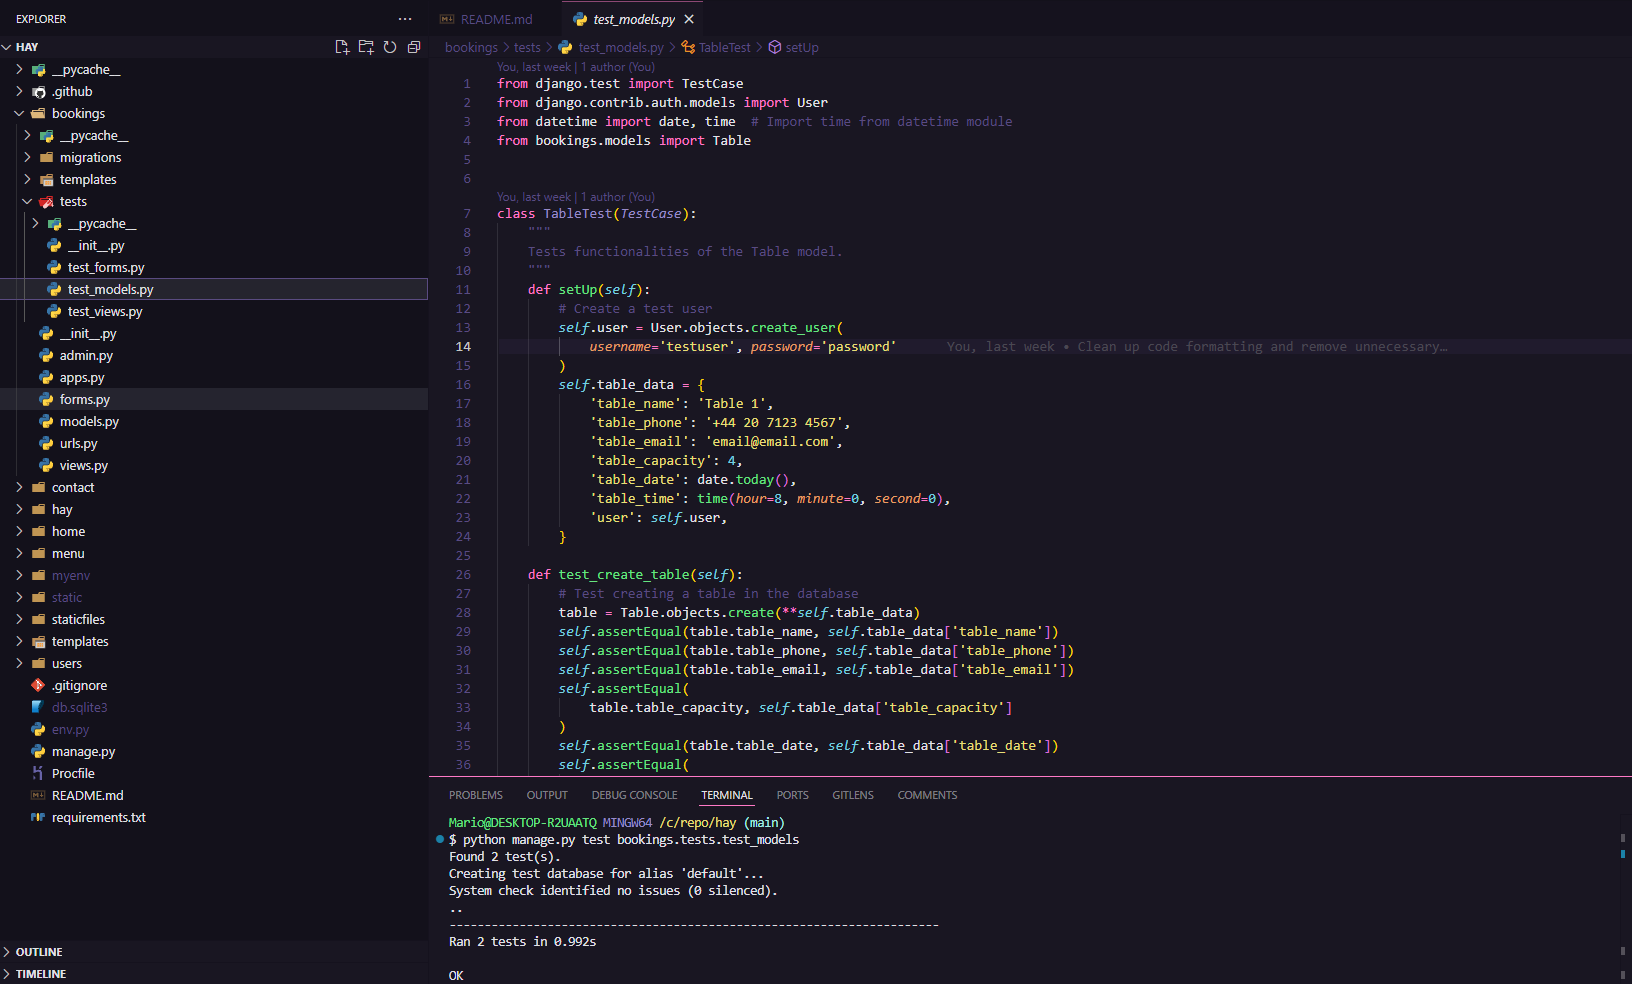 EXPLORER
HAY
__pycache__
.github
bookings
__pycache__
migrations
templates
tests
__pycache__
__init__.py
test_forms.py
test_models.py
test_views.py
__init__.py
admin.py
apps.py
forms.py
models.py
urls.py
views.py
contact
hay
home
menu
myenv
static
staticfiles
templates
users
.gitignore
db.sqlite3
env.py
manage.py
Procfile
README.md
requirements.txt
OUTLINE
TIMELINE
README.md
test_models.py
bookings > tests > test_models.py > TableTest > setUp
You, last week | 1 author (You)
1 from django.test import TestCase
2 from django.contrib.auth.models import User
3 from datetime import date, time  # Import time from datetime module
4 from bookings.models import Table
5
6
You, last week | 1 author (You)
7 class TableTest(TestCase):
8     """
9     Tests functionalities of the Table model.
10     """
11     def setUp(self):
12         # Create a test user
13         self.user = User.objects.create_user(
14             username='testuser', password='password'      You, last week • Clean up code formatting and remove unnecessary…
15         )
16         self.table_data = {
17             'table_name': 'Table 1',
18             'table_phone': '+44 20 7123 4567',
19             'table_email': 'email@email.com',
20             'table_capacity': 4,
21             'table_date': date.today(),
22             'table_time': time(hour=8, minute=0, second=0),
23             'user': self.user,
24         }
25
26     def test_create_table(self):
27         # Test creating a table in the database
28         table = Table.objects.create(**self.table_data)
29         self.assertEqual(table.table_name, self.table_data['table_name'])
30         self.assertEqual(table.table_phone, self.table_data['table_phone'])
31         self.assertEqual(table.table_email, self.table_data['table_email'])
32         self.assertEqual(
33             table.table_capacity, self.table_data['table_capacity']
34         )
35         self.assertEqual(table.table_date, self.table_data['table_date'])
36         self.assertEqual(
PROBLEMS OUTPUT DEBUG CONSOLE TERMINAL PORTS GITLENS COMMENTS
Mario@DESKTOP-R2UAATQ MINGW64 /c/repo/hay (main)
$ python manage.py test bookings.tests.test_models
Found 2 test(s).
Creating test database for alias 'default'...
System check identified no issues (0 silenced).
..
----------------------------------------------------------------------
Ran 2 tests in 0.992s
OK